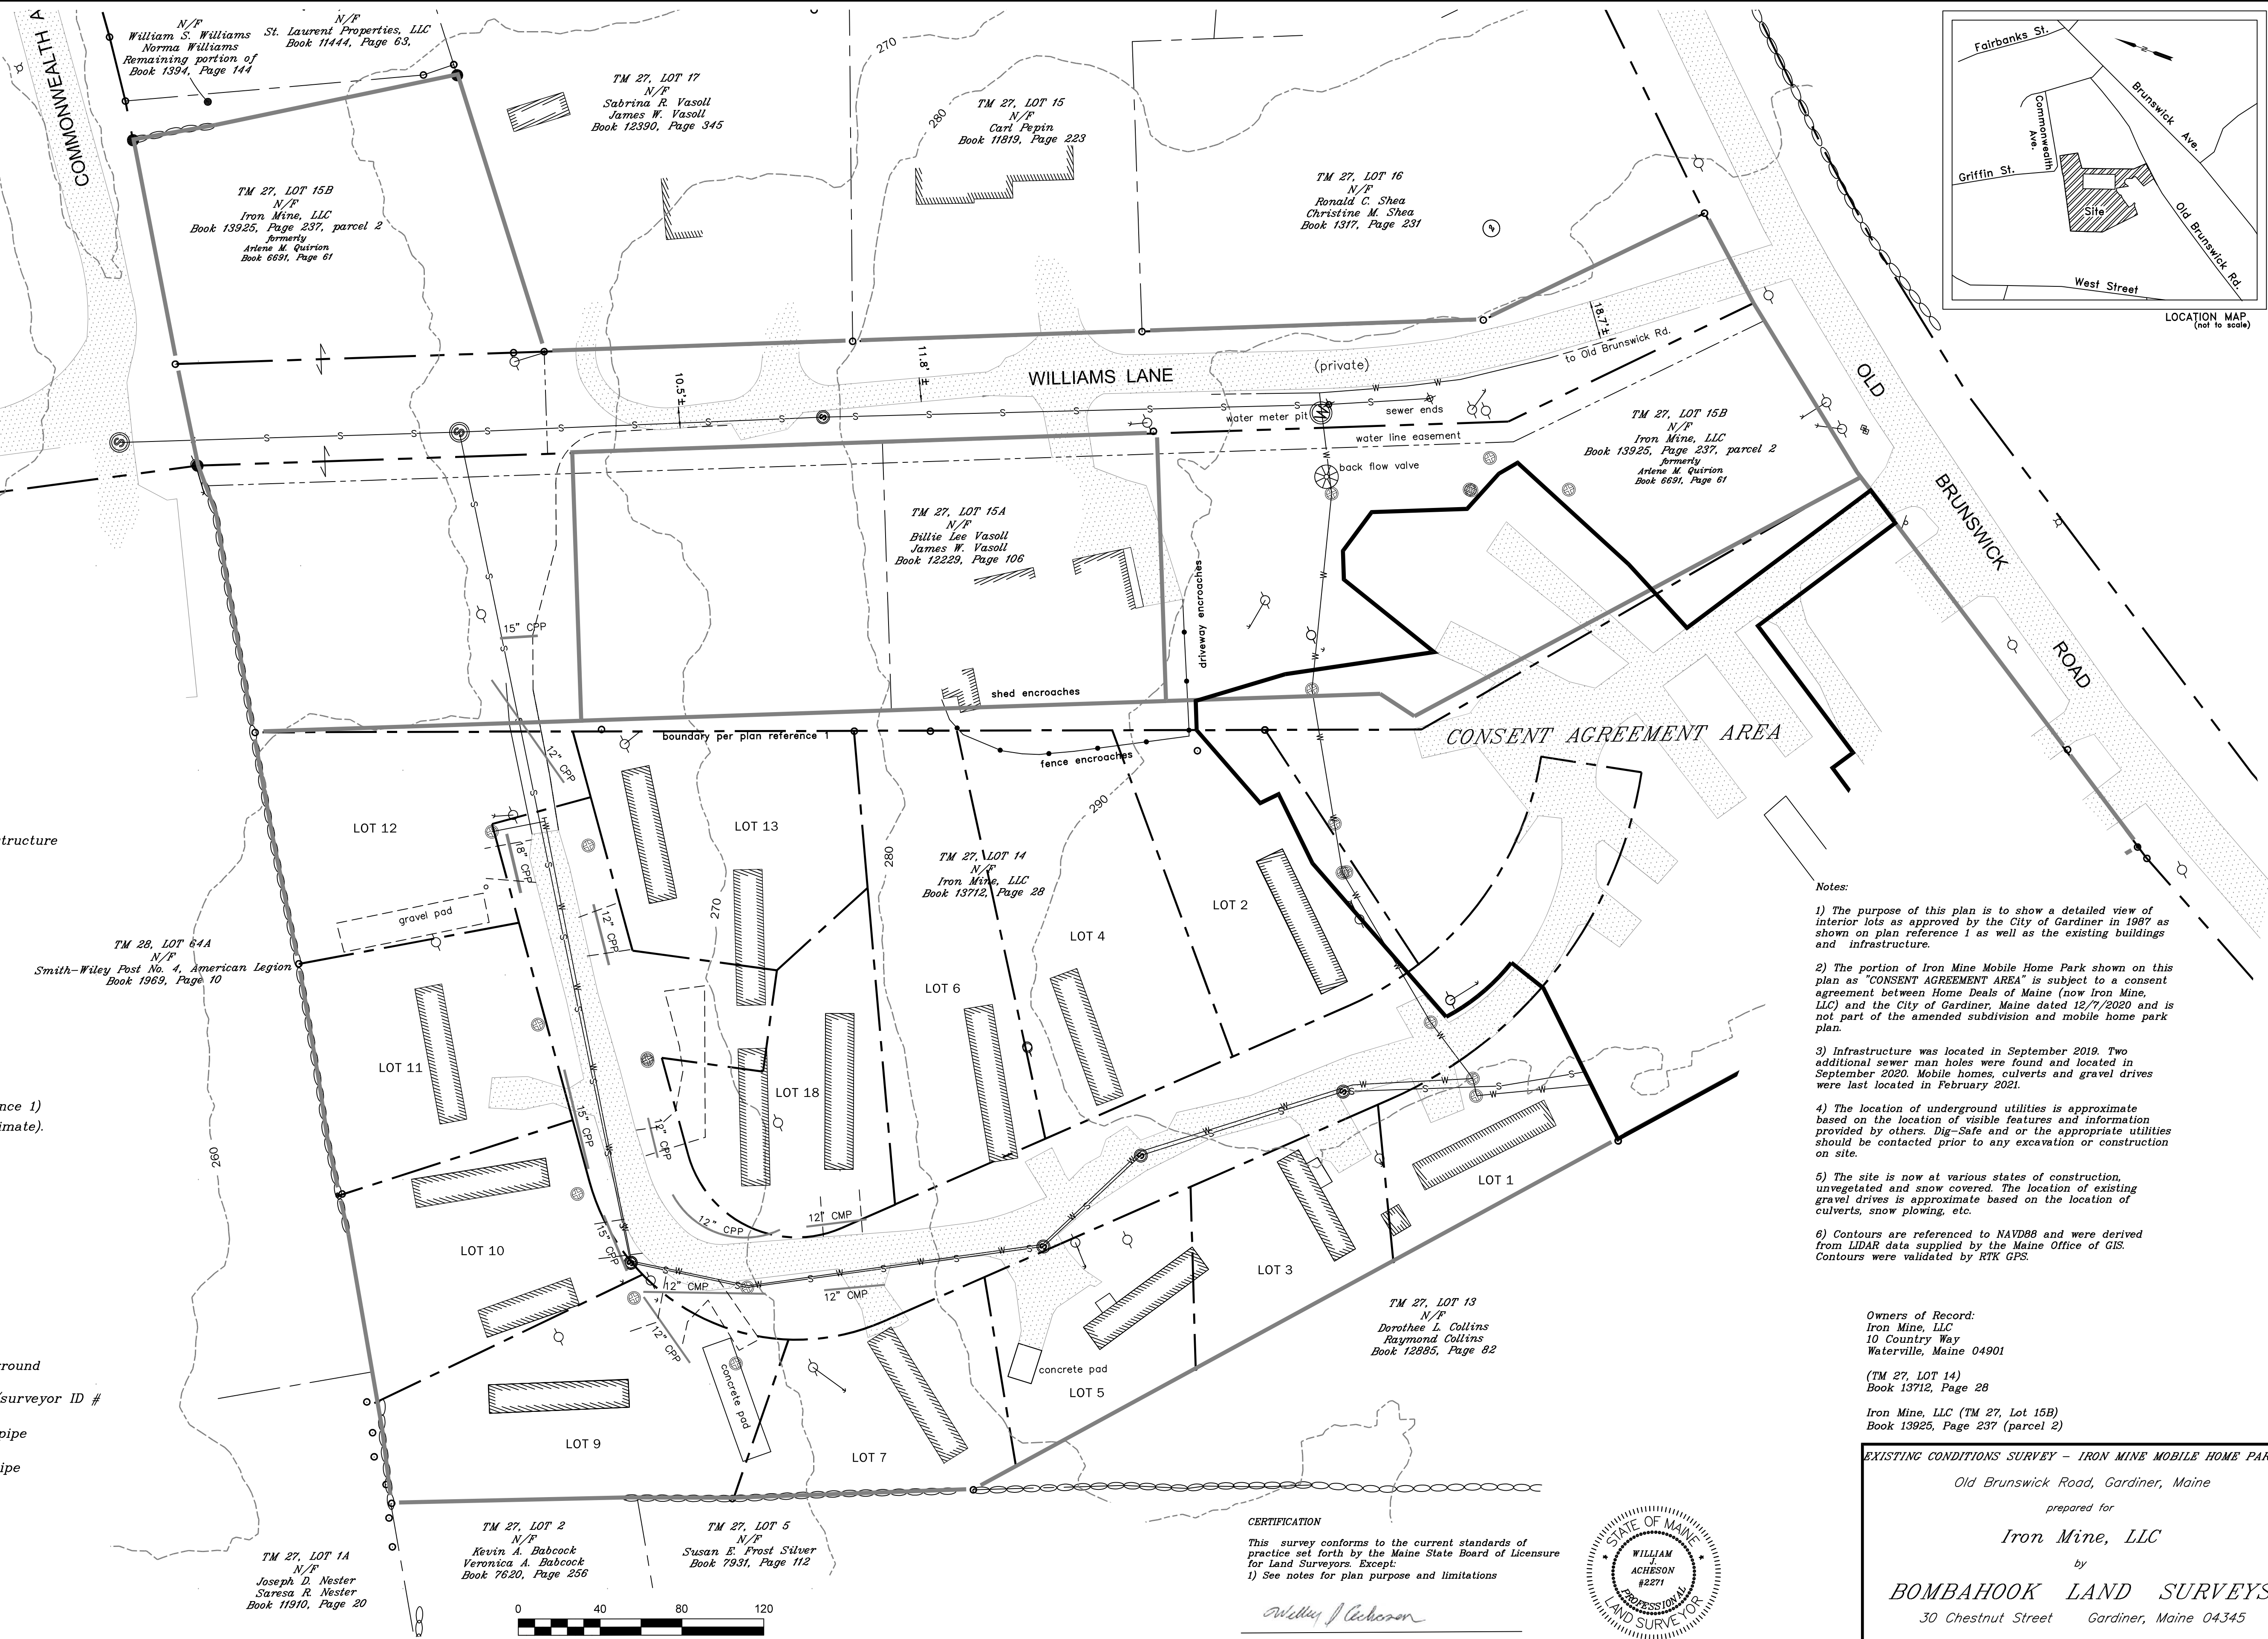 COMMONWEALTH A
N/F
William S. Williams
Norma Williams
Remaining portion of
Book 1394, Page 144
N/F
St. Laurent Properties, LLC
Book 11444, Page 63,
270
TM 27, LOT 17
N/F
Sabrina R. Vasoll
James W. Vasoll
Book 12390, Page 345
280
TM 27, LOT 15
N/F
Carl Pepin
Book 11819, Page 223
TM 27, LOT 16
N/F
Ronald C. Shea
Christine M. Shea
Book 1317, Page 231
Fairbanks St.
N
Brunswick Ave.
Commonwealth Ave.
Griffin St.
Site
Old Brunswick Rd.
West Street
LOCATION MAP
(not to scale)
TM 27, LOT 15B
N/F
Iron Mine, LLC
Book 13925, Page 237, parcel 2
formerly
Arlene M. Quirion
Book 6691, Page 61
10.5'±
11.8' ±
WILLIAMS LANE
(private)
18.7'±
to Old Brunswick Rd.
water meter pit
sewer ends
water line easement
back flow valve
TM 27, LOT 15B
N/F
Iron Mine, LLC
Book 13925, Page 237, parcel 2
formerly
Arlene M. Quirion
Book 6691, Page 61
OLD
BRUNSWICK
ROAD
TM 27, LOT 15A
N/F
Billie Lee Vasoll
James W. Vasoll
Book 12229, Page 106
driveway encroaches
15" CPP
shed encroaches
boundary per plan reference 1
fence encroaches
CONSENT AGREEMENT AREA
12" CPP
290
LOT 12
LOT 13
280
TM 27, LOT 14
N/F
Iron Mine, LLC
Book 13712, Page 28
tructure
18" CPP
gravel pad
12" CPP
270
LOT 2
LOT 4
LOT 6
TM 28, LOT 64A
N/F
Smith-Wiley Post No. 4, American Legion
Book 1969, Page 10
LOT 11
LOT 18
15" CPP
12" CPP
nce 1)
imate).
260
LOT 1
LOT 10
15" CPP
12" CPP
12" CMP
12" CMP
12" CMP
12" CPP
LOT 3
concrete pad
concrete pad
LOT 5
LOT 9
LOT 7
round
surveyor ID #
pipe
ipe
TM 27, LOT 13
N/F
Dorothee L. Collins
Raymond Collins
Book 12885, Page 82
TM 27, LOT 1A
N/F
Joseph D. Nester
Saresa R. Nester
Book 11910, Page 20
TM 27, LOT 2
N/F
Kevin A. Babcock
Veronica A. Babcock
Book 7620, Page 256
TM 27, LOT 5
N/F
Susan E. Frost Silver
Book 7931, Page 112
0 40 80 120
Notes:
1) The purpose of this plan is to show a detailed view of
interior lots as approved by the City of Gardiner in 1987 as
shown on plan reference 1 as well as the existing buildings
and infrastructure.
2) The portion of Iron Mine Mobile Home Park shown on this
plan as "CONSENT AGREEMENT AREA" is subject to a consent
agreement between Home Deals of Maine (now Iron Mine,
LLC) and the City of Gardiner, Maine dated 12/7/2020 and is
not part of the amended subdivision and mobile home park
plan.
3) Infrastructure was located in September 2019. Two
additional sewer man holes were found and located in
September 2020. Mobile homes, culverts and gravel drives
were last located in February 2021.
4) The location of underground utilities is approximate
based on the location of visible features and information
provided by others. Dig-Safe and or the appropriate utilities
should be contacted prior to any excavation or construction
on site.
5) The site is now at various states of construction,
unvegetated and snow covered. The location of existing
gravel drives is approximate based on the location of
culverts, snow plowing, etc.
6) Contours are referenced to NAVD88 and were derived
from LIDAR data supplied by the Maine Office of GIS.
Contours were validated by RTK GPS.
Owners of Record:
Iron Mine, LLC
10 Country Way
Waterville, Maine 04901
(TM 27, LOT 14)
Book 13712, Page 28
Iron Mine, LLC (TM 27, Lot 15B)
Book 13925, Page 237 (parcel 2)
CERTIFICATION
This survey conforms to the current standards of
practice set forth by the Maine State Board of Licensure
for Land Surveyors. Except:
1) See notes for plan purpose and limitations
STATE OF MAINE
WILLIAM
J.
ACHESON
#2271
PROFESSIONAL
LAND SURVEYOR
EXISTING CONDITIONS SURVEY - IRON MINE MOBILE HOME PAR
Old Brunswick Road, Gardiner, Maine
prepared for
Iron Mine, LLC
by
BOMBAHOOK LAND SURVEYS
30 Chestnut Street Gardiner, Maine 04345